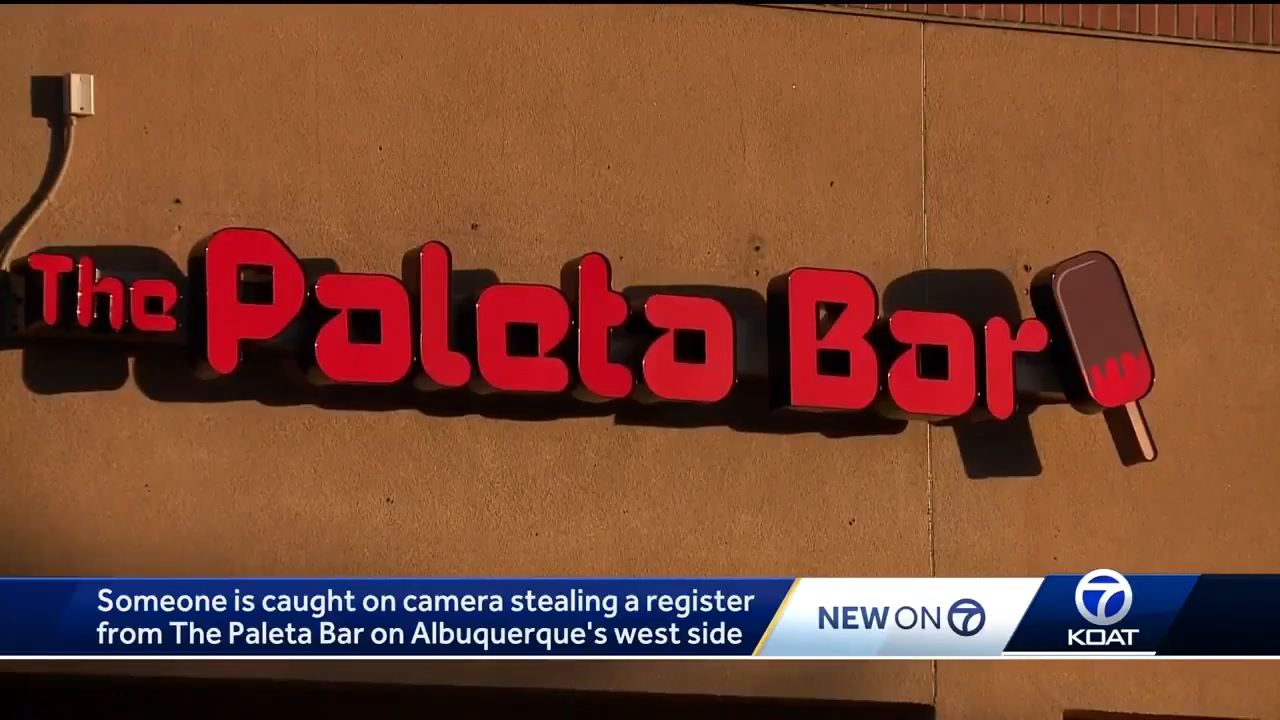 The Paleta Bar
Someone is caught on camera stealing a register
from The Paleta Bar on Albuquerque's west side
NEW ON 7
7
KOAT